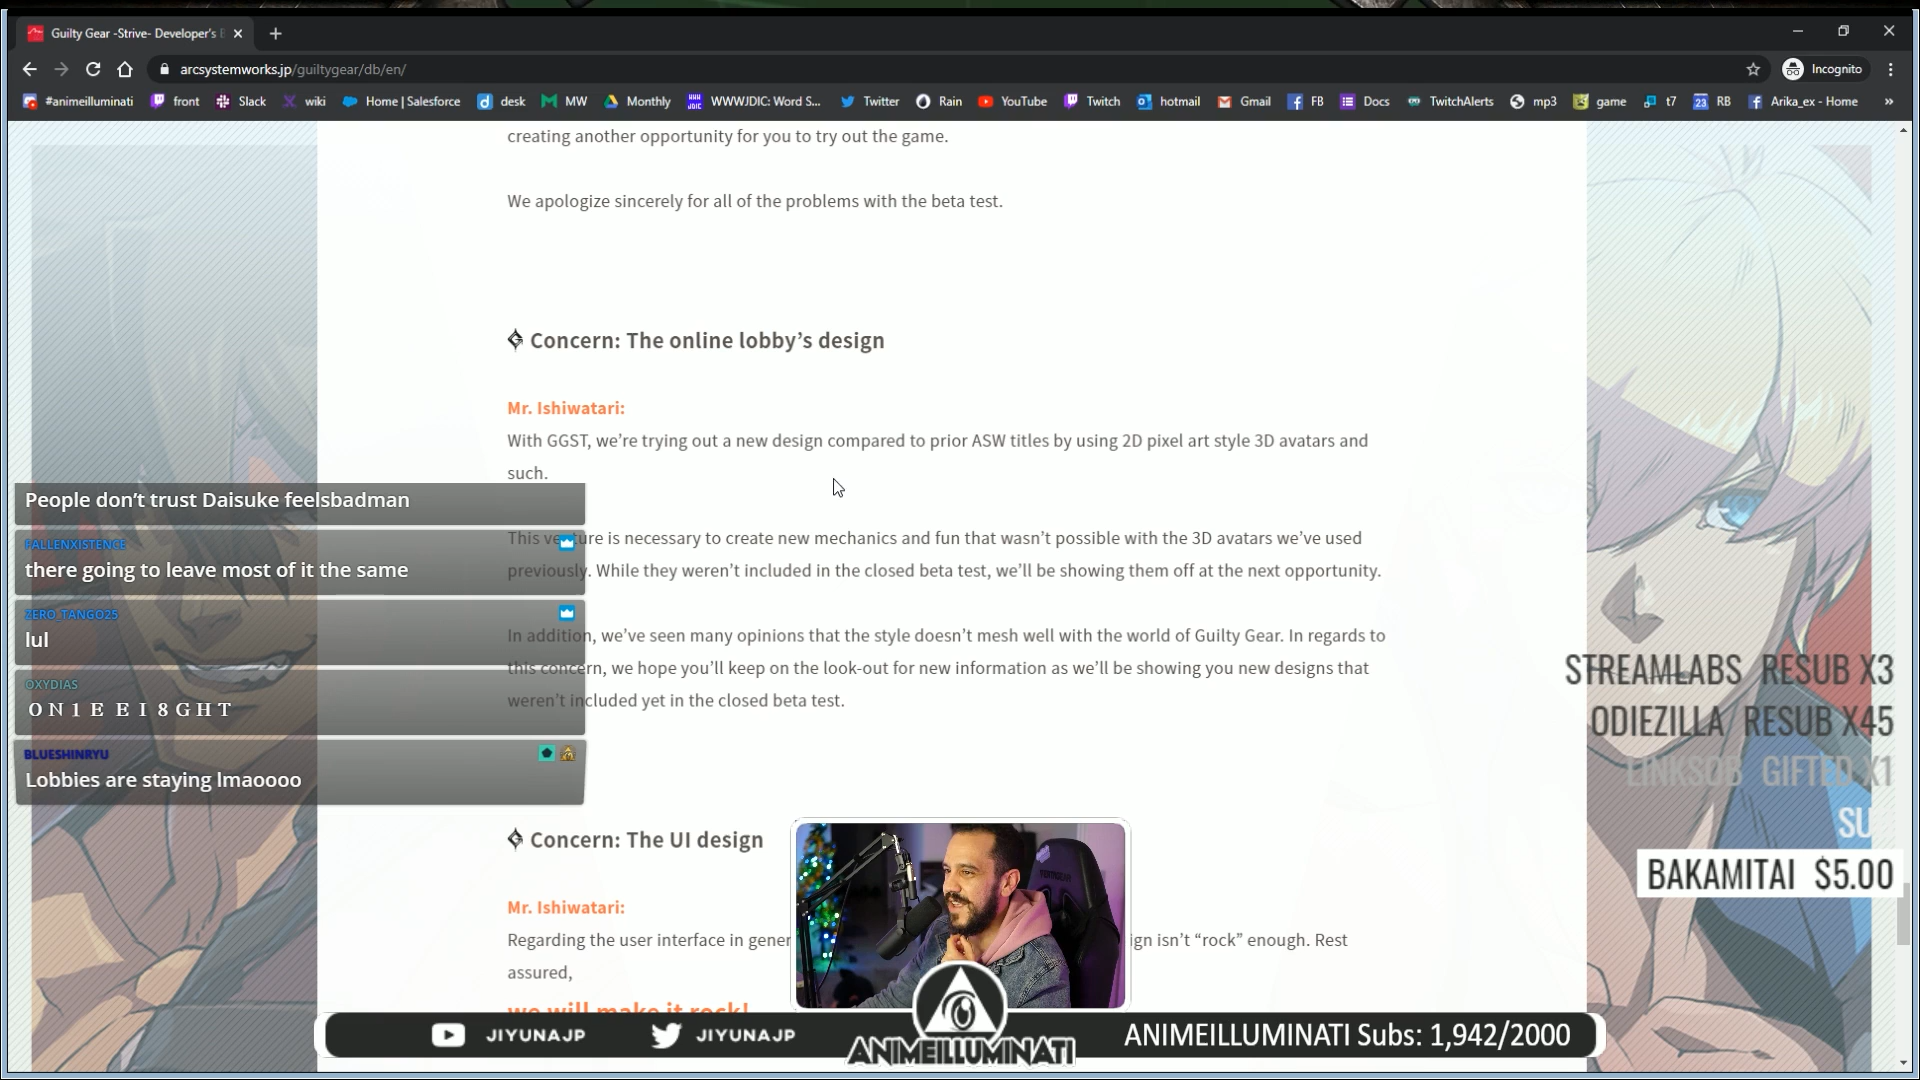 Guilty Gear -Strive- Developer's
arcsystemworks.jp/guiltygear/db/en/
Incognito
#animeilluminati front Slack wiki Home | Salesforce desk MW Monthly WWWJDIC: Word S... Twitter Rain YouTube Twitch hotmail Gmail FB Docs TwitchAlerts mp3 game t7 RB Arika_ex - Home »
creating another opportunity for you to try out the game.
We apologize sincerely for all of the problems with the beta test.
Concern: The online lobby’s design
Mr. Ishiwatari:
With GGST, we’re trying out a new design compared to prior ASW titles by using 2D pixel art style 3D avatars and
such.
This venture is necessary to create new mechanics and fun that wasn’t possible with the 3D avatars we’ve used
previously. While they weren’t included in the closed beta test, we’ll be showing them off at the next opportunity.
In addition, we’ve seen many opinions that the style doesn’t mesh well with the world of Guilty Gear. In regards to
this concern, we hope you’ll keep on the look-out for new information as we’ll be showing you new designs that
weren’t included yet in the closed beta test.
Concern: The UI design
Mr. Ishiwatari:
Regarding the user interface in gener
ign isn’t “rock” enough. Rest
assured,
we will make it rock!
People don’t trust Daisuke feelsbadman
FALLENXISTENCE
there going to leave most of it the same
ZERO_TANGO25
lul
OXYDIAS
O N 1 E E I 8 G H T
BLUESHINRYU
Lobbies are staying lmaoooo
STREAMLABS RESUB X3
ODIEZILLA RESUB X45
LINKSOB GIFTED X1
SU
BAKAMITAI $5.00
JIYUNAJP
JIYUNAJP
ANIMEILLUMINATI
ANIMEILLUMINATI Subs: 1,942/2000